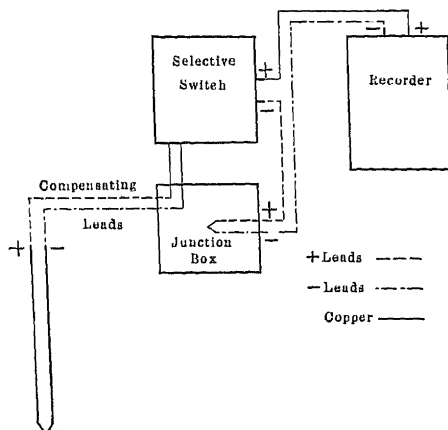 Selective
Switch
+
−
− +
Recorder
Compensating
Leads
+ −
+
−
Junction
Box
+ Leads
− Leads
Copper